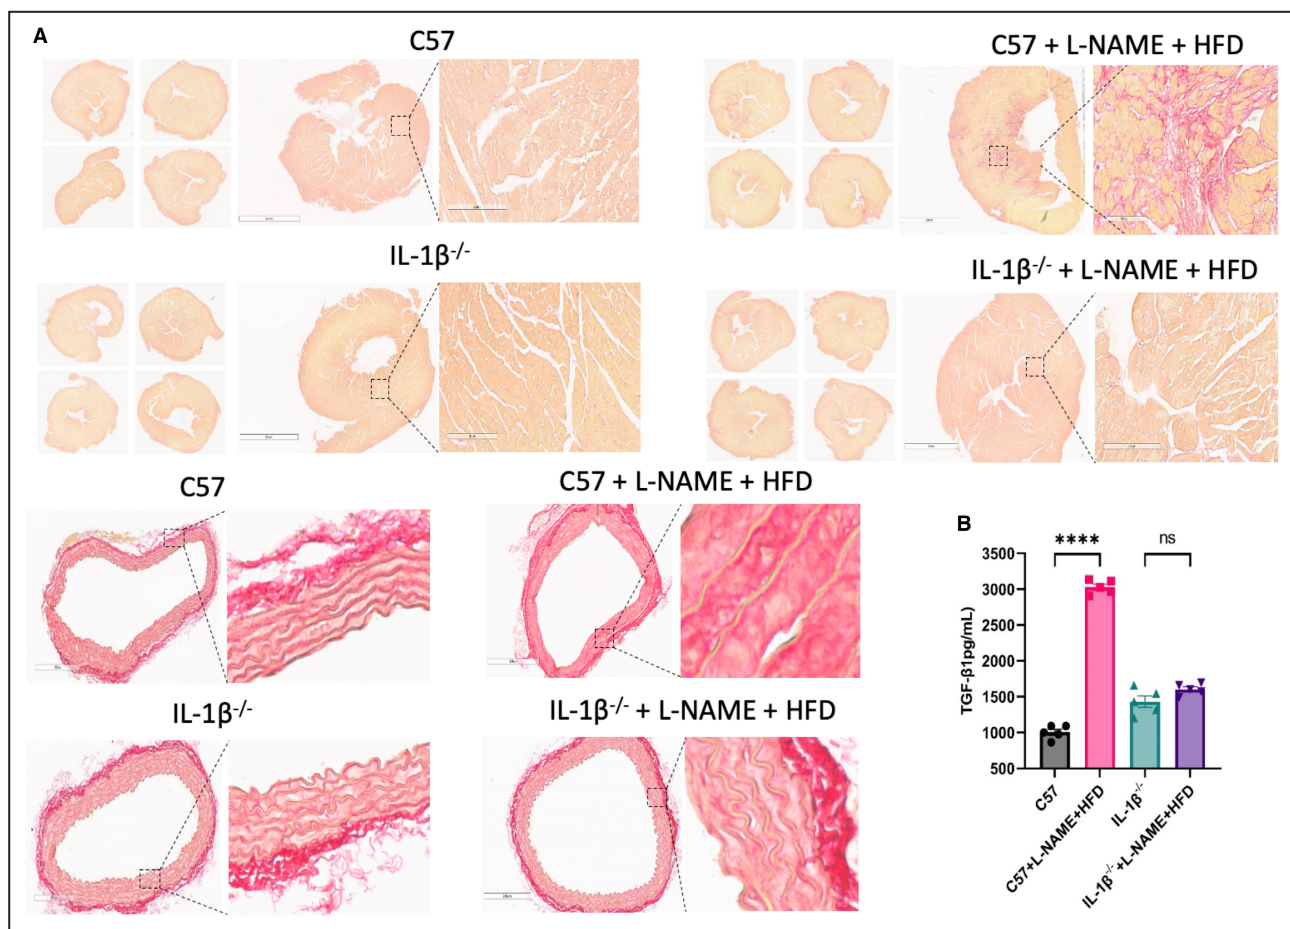 A
C57
C57 + L-NAME + HFD
IL-1β-/-
IL-1β-/- + L-NAME + HFD
C57
C57 + L-NAME + HFD
IL-1β-/-
IL-1β-/- + L-NAME + HFD
B
**** ns
3500
3000
2500
2000
1500
1000
500
TGF-β1pg/mL)
C57
C57+L-NAME+HFD
IL-1β-/-
IL-1β-/-+L-NAME+HFD